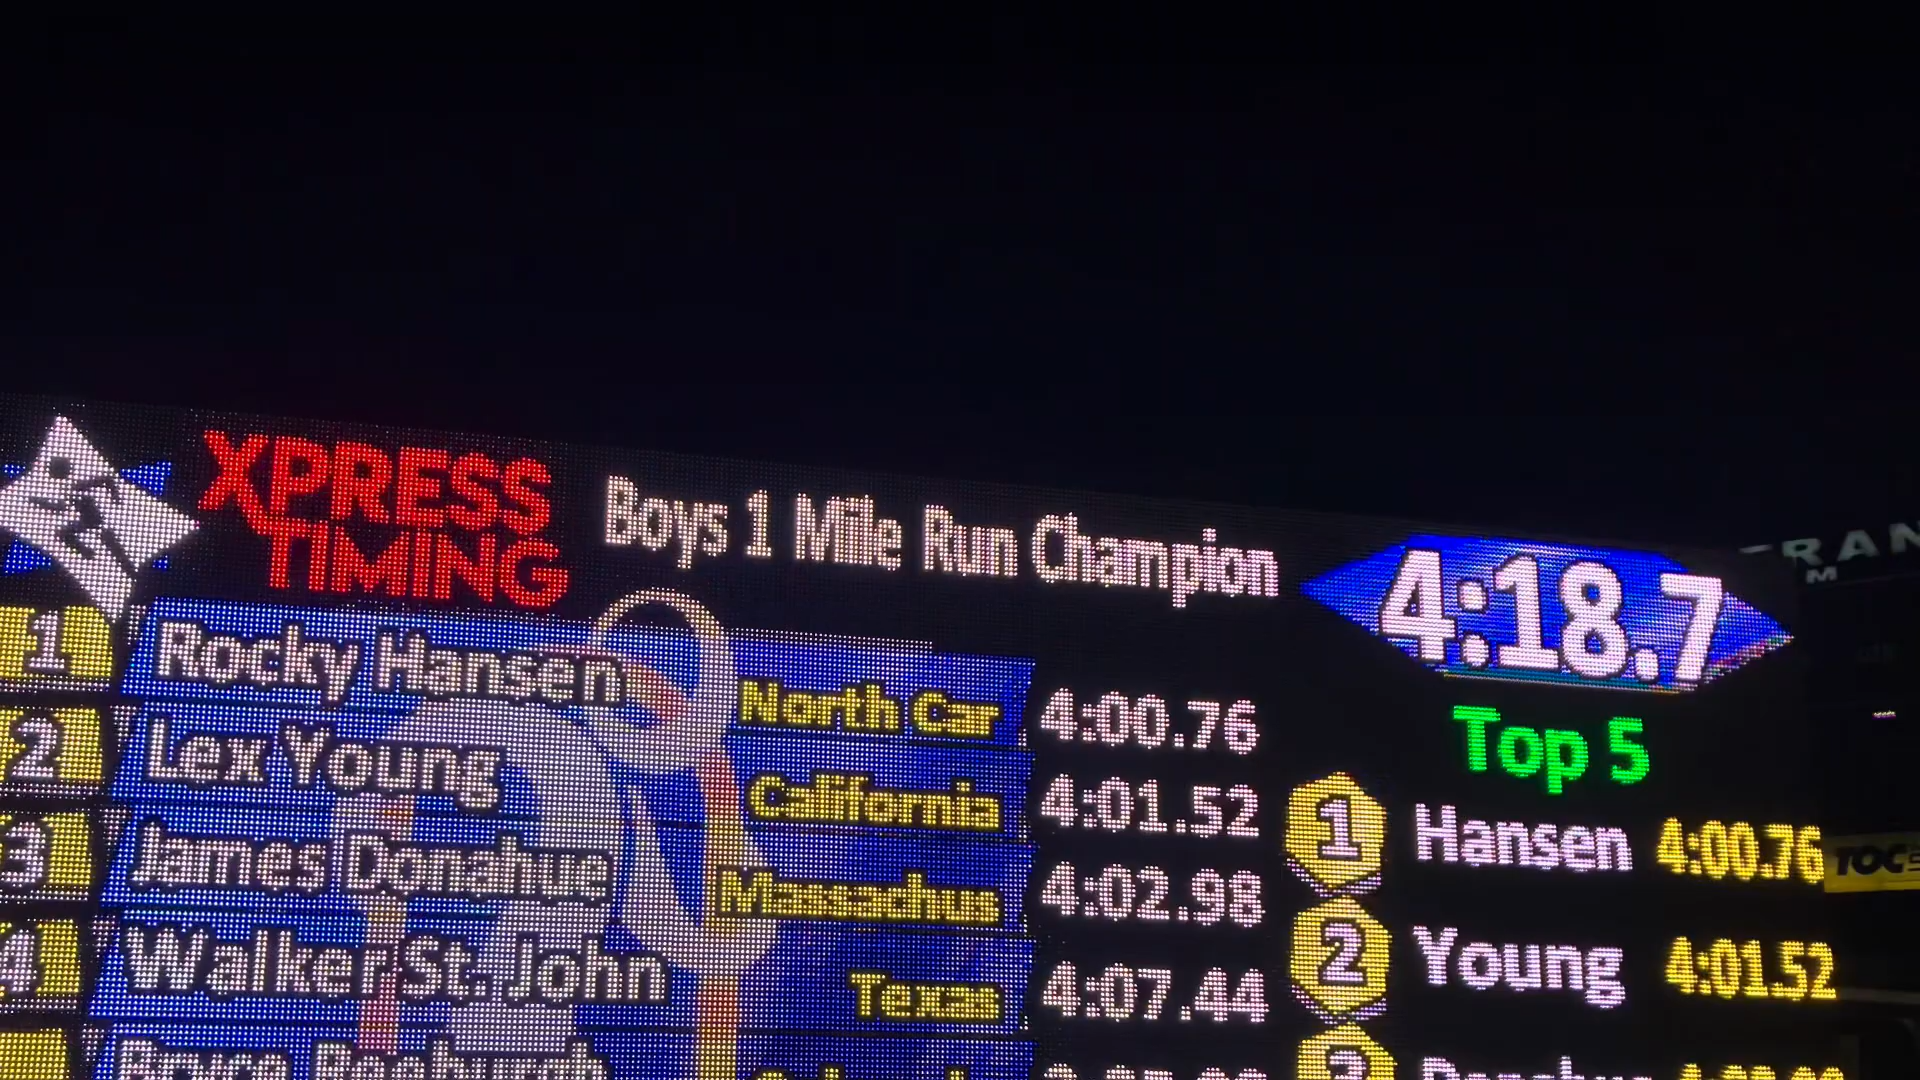 XPRESS
TIMING
Boys 1 Mile Run Champion
4:18.7
1 Rocky Hansen North Car 4:00.76
2 Lex Young California 4:01.52
3 James Donahue Massachus 4:02.98
4 Walker St. John Texas 4:07.44
Top 5
1 Hansen 4:00.76
2 Young 4:01.52
3
TOC